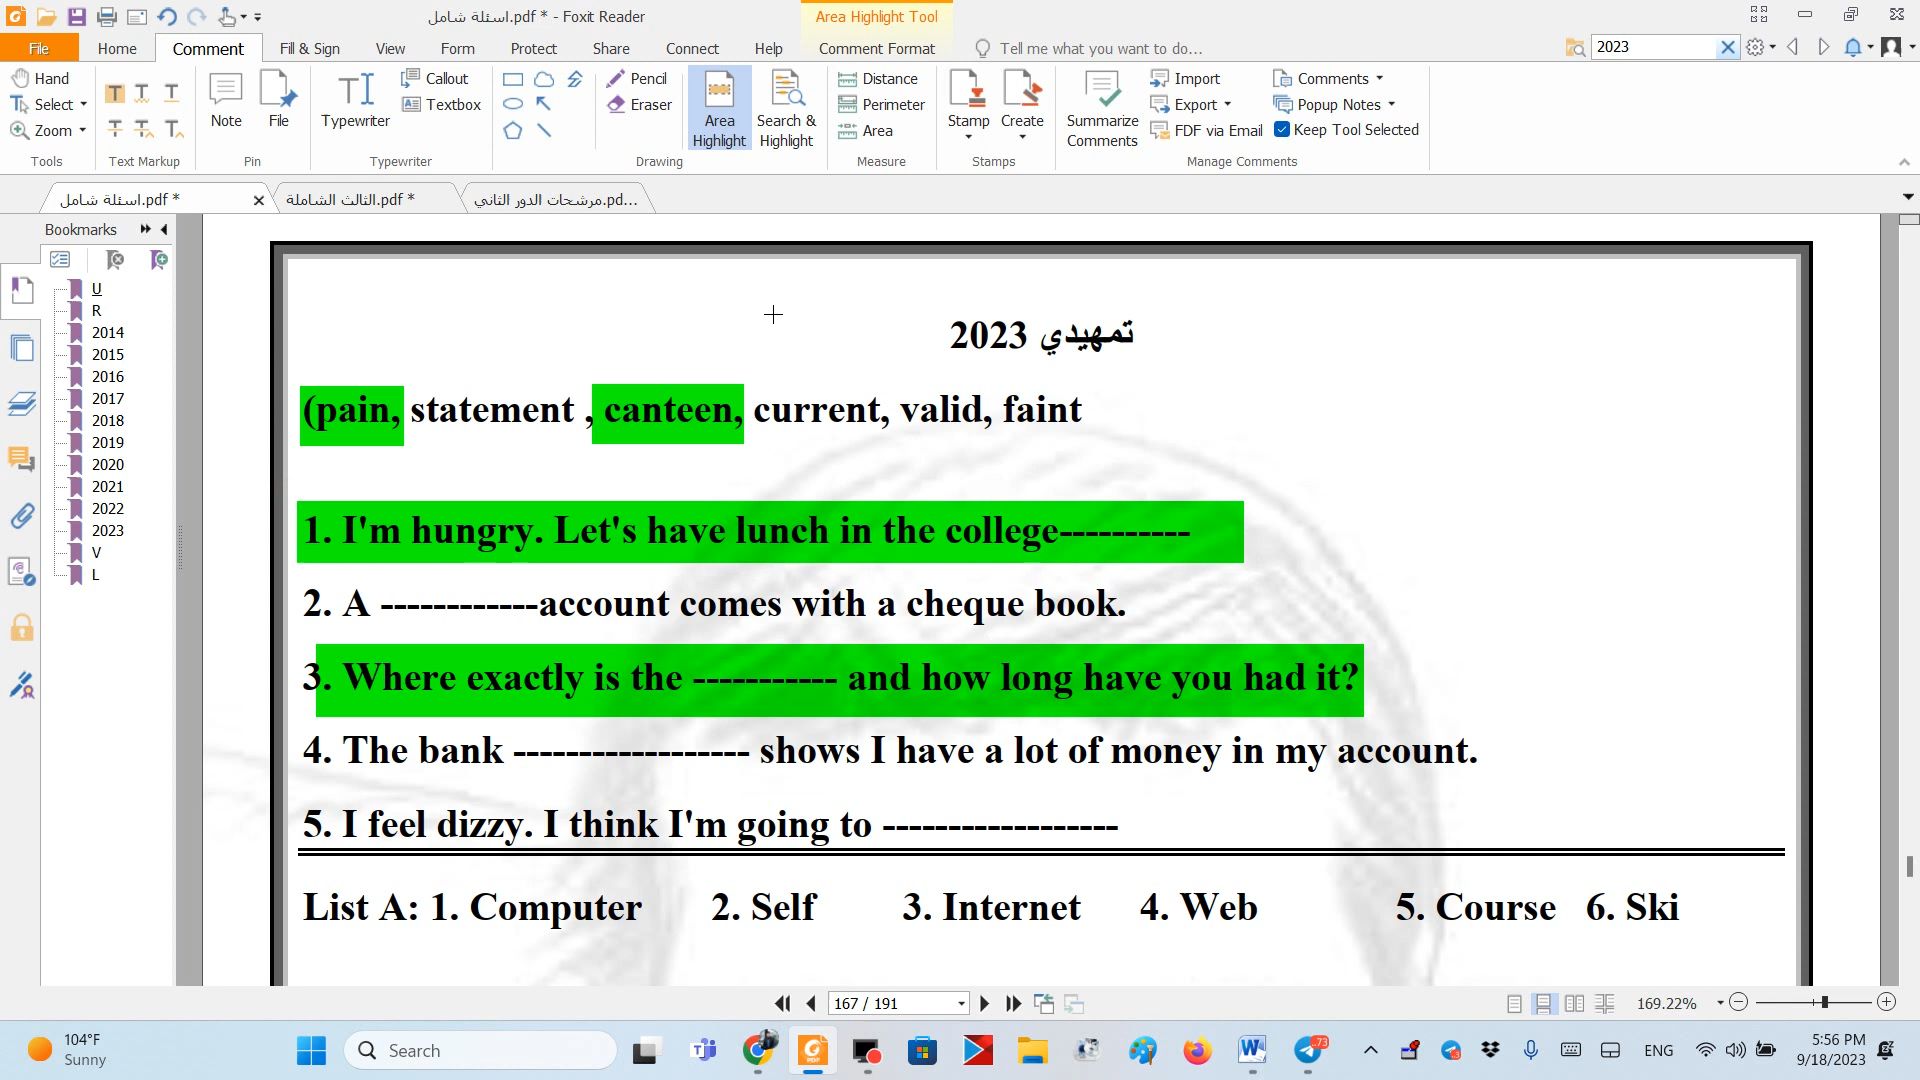 اسئلة شامل.pdf * - Foxit Reader
Area Highlight Tool
File Home Comment Fill & Sign View Form Protect Share Connect Help Comment Format Tell me what you want to do... 2023
Hand
Select
Zoom
Tools
Text Markup
Note
File
Pin
Typewriter
Callout
Textbox
Typewriter
Pencil
Eraser
Area Highlight
Search & Highlight
Drawing
Distance
Perimeter
Area
Measure
Stamp
Create
Stamps
Summarize Comments
Import
Export
FDF via Email
Comments
Popup Notes
Keep Tool Selected
Manage Comments
اسئلة شامل.pdf * الثالث الشاملة.pdf * مرشحات الدور الثاني.pd...
Bookmarks
U
R
2014
2015
2016
2017
2018
2019
2020
2021
2022
2023
V
L
تمهيدي 2023
(pain, statement , canteen, current, valid, faint
1. I'm hungry. Let's have lunch in the college----------
2. A ------------account comes with a cheque book.
3. Where exactly is the ----------- and how long have you had it?
4. The bank ------------------ shows I have a lot of money in my account.
5. I feel dizzy. I think I'm going to ------------------
List A: 1. Computer 2. Self 3. Internet 4. Web 5. Course 6. Ski
167 / 191
169.22%
104°F
Sunny
Search
73
ENG
5:56 PM
9/18/2023